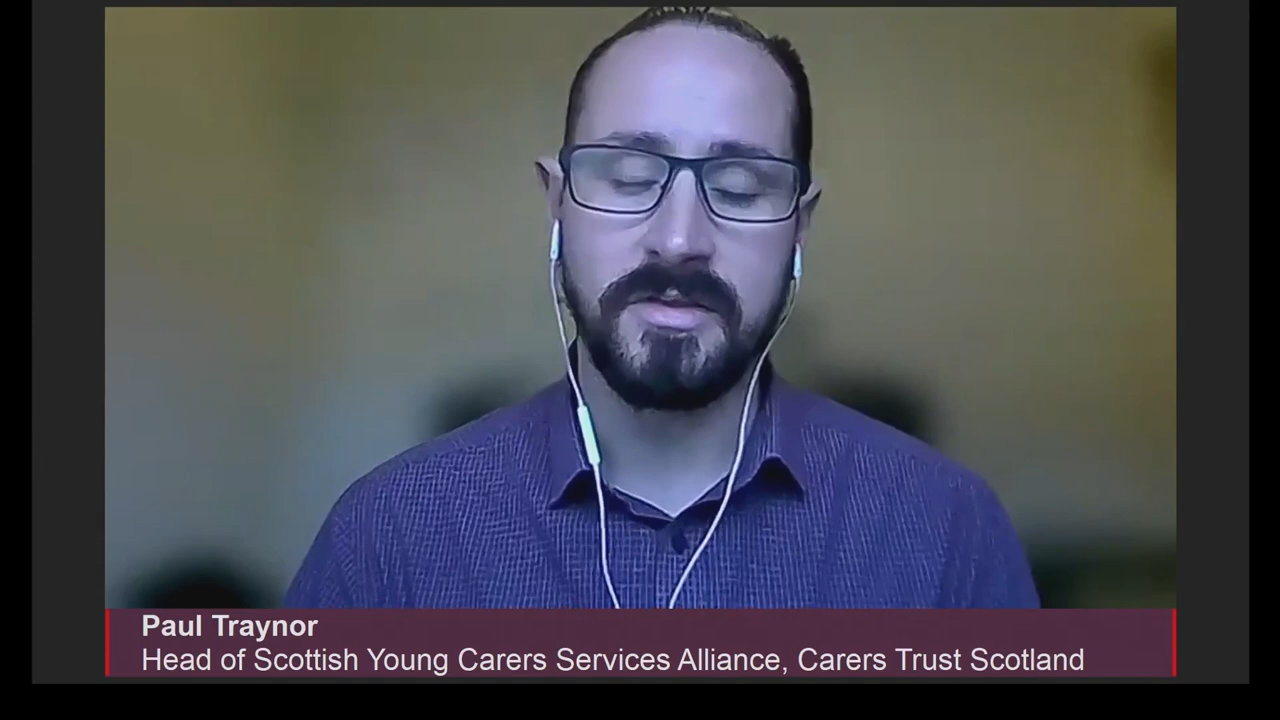 Paul Traynor
Head of Scottish Young Carers Services Alliance, Carers Trust Scotland